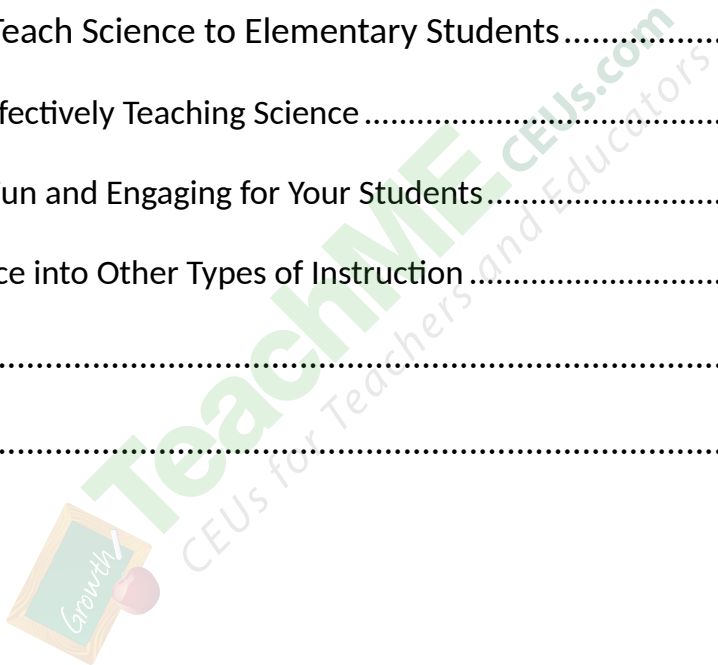 Teach Science to Elementary Students....................
fectively Teaching Science........................................
un and Engaging for Your Students..........................
ce into Other Types of Instruction............................
..................................................................................
..................................................................................
TeachME CEUs.com
CEUs for Teachers and Educators
Growth